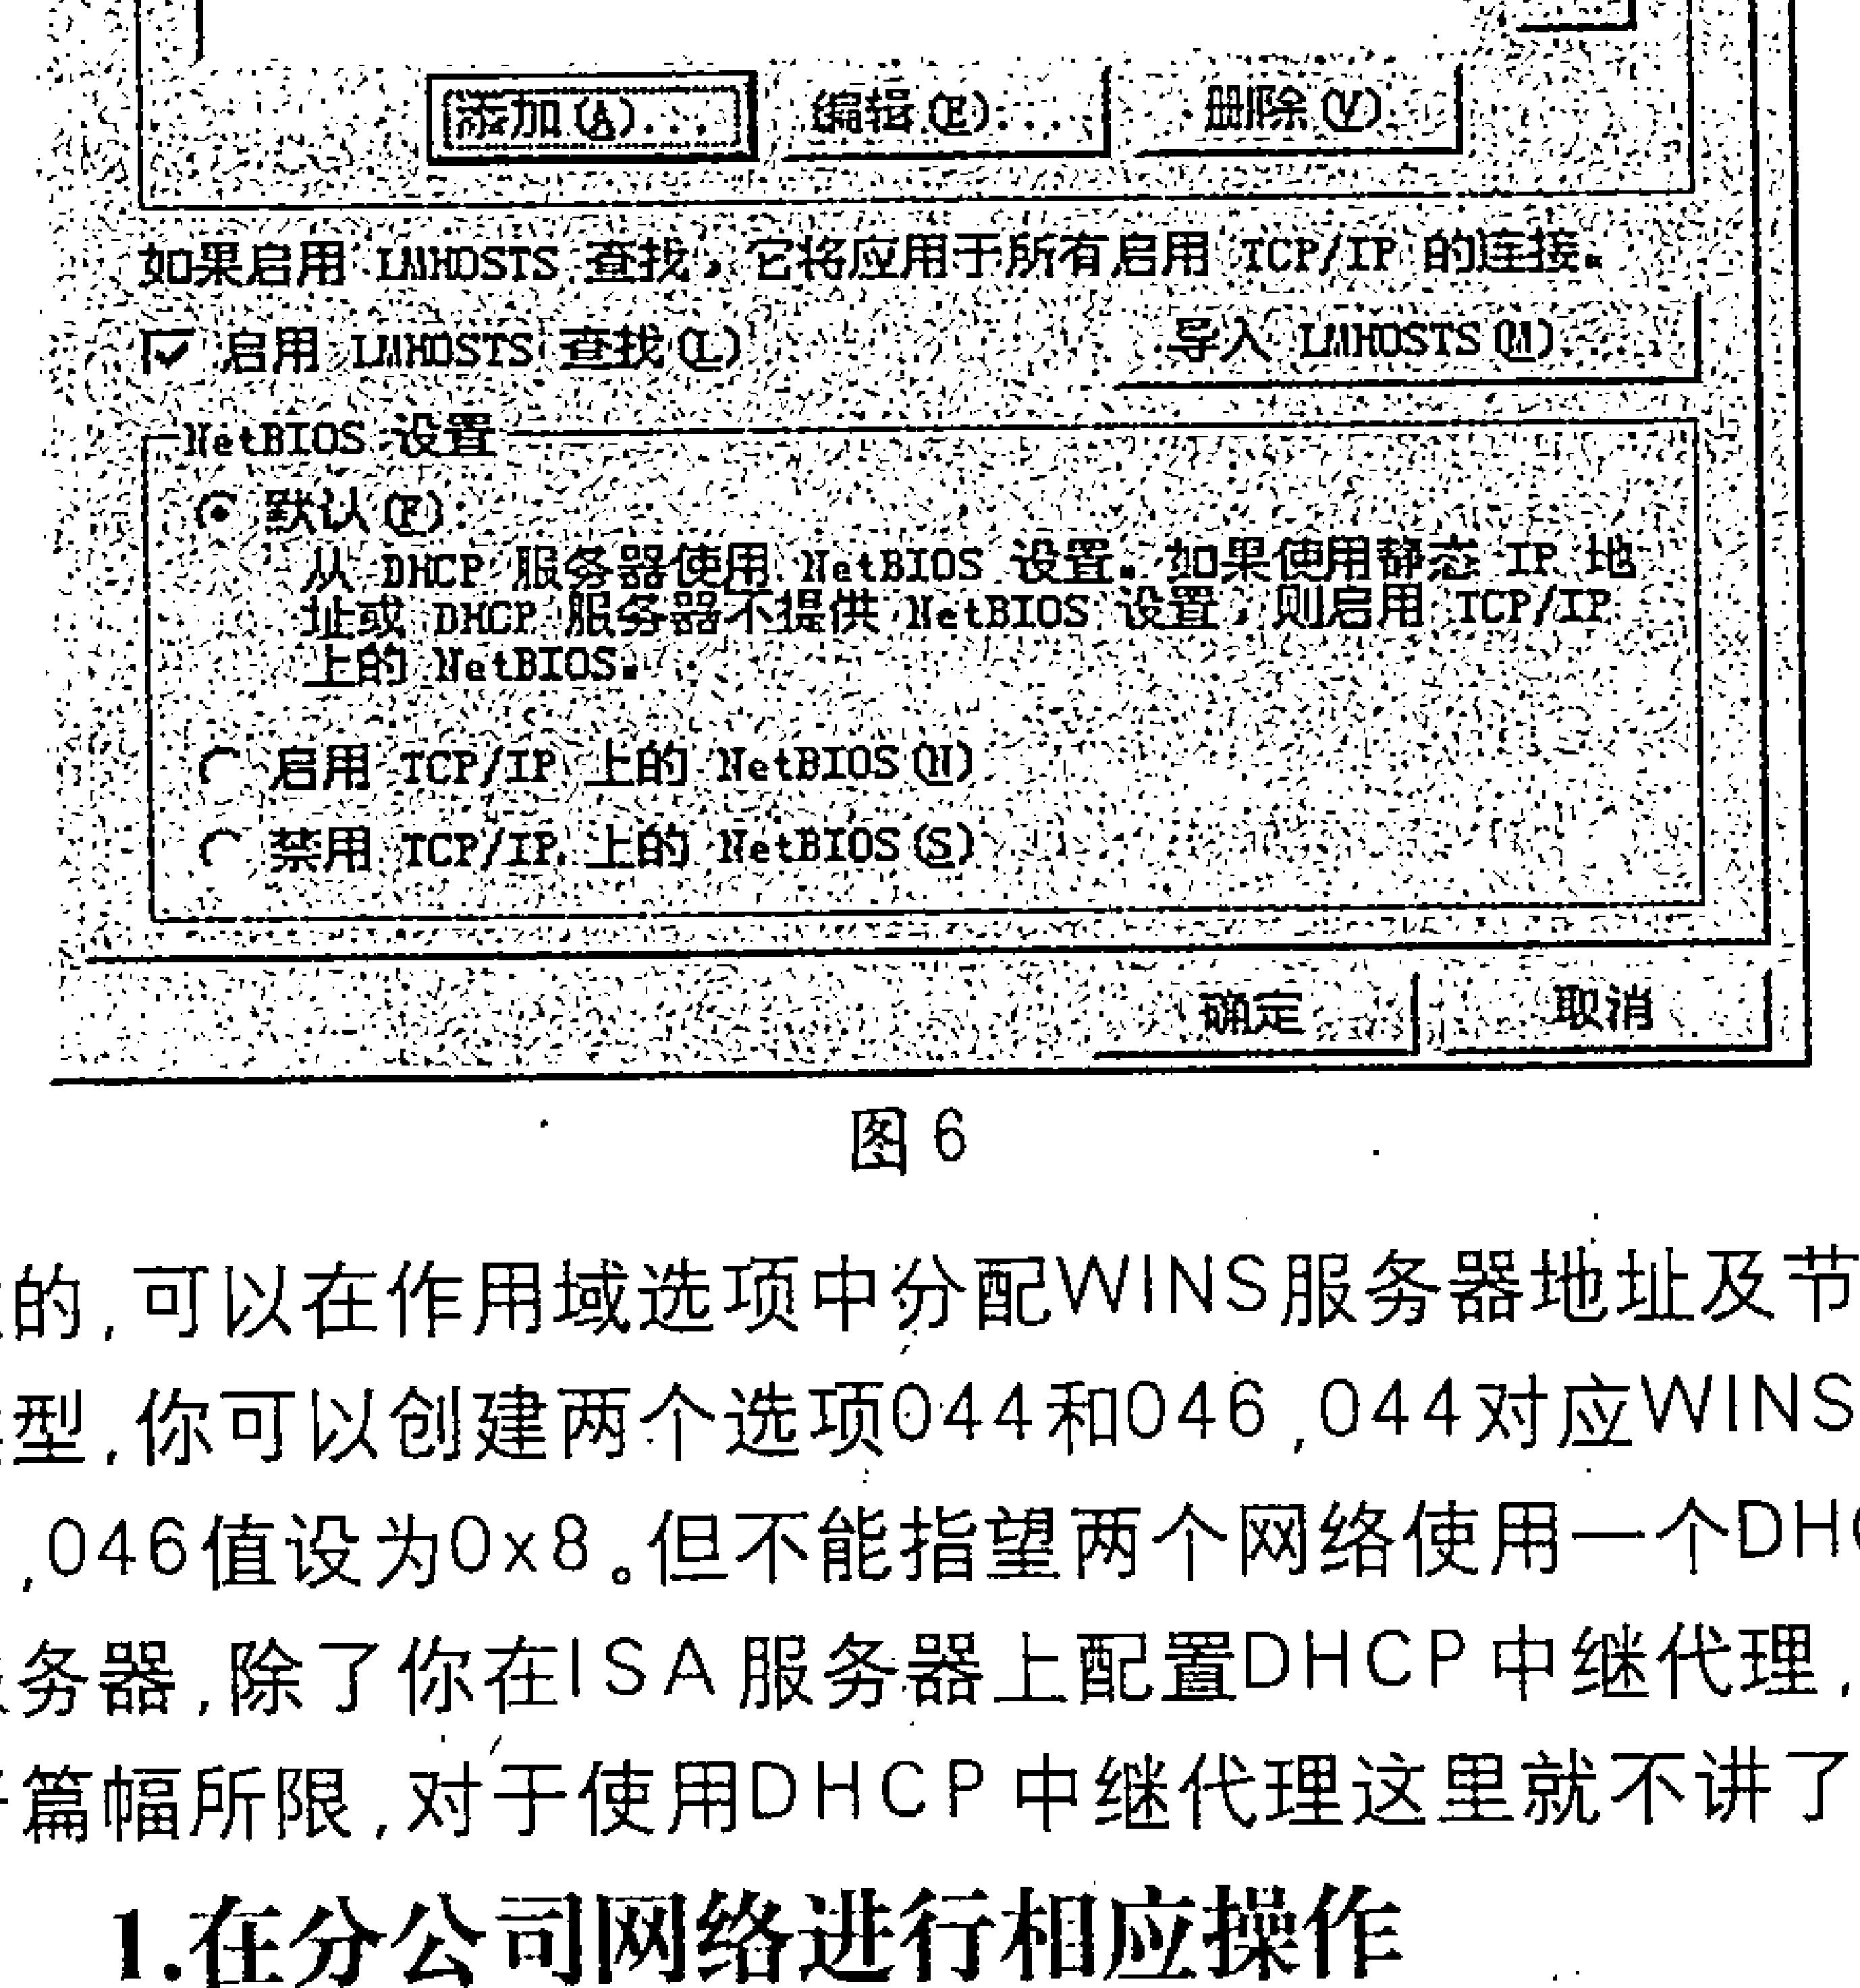 添加(A)... 编辑(E)... 删除(V)
如果启用 LMHOSTS 查找，它将应用于所有启用 TCP/IP 的连接。
启用 LMHOSTS 查找(L) 导入 LMHOSTS(M)...
NetBIOS 设置
默认(F)
从 DHCP 服务器使用 NetBIOS 设置。如果使用静态 IP 地
址或 DHCP 服务器不提供 NetBIOS 设置，则启用 TCP/IP
上的 NetBIOS。
启用 TCP/IP 上的 NetBIOS(N)
禁用 TCP/IP 上的 NetBIOS(S)
确定 取消
图 6
的,可以在作用域选项中分配WINS服务器地址及节
型,你可以创建两个选项044和046,044对应WINS
,046值设为0x8。但不能指望两个网络使用一个DHC
务器,除了你在ISA服务器上配置DHCP中继代理,
篇幅所限,对于使用DHCP中继代理这里就不讲了
1.在分公司网络进行相应操作